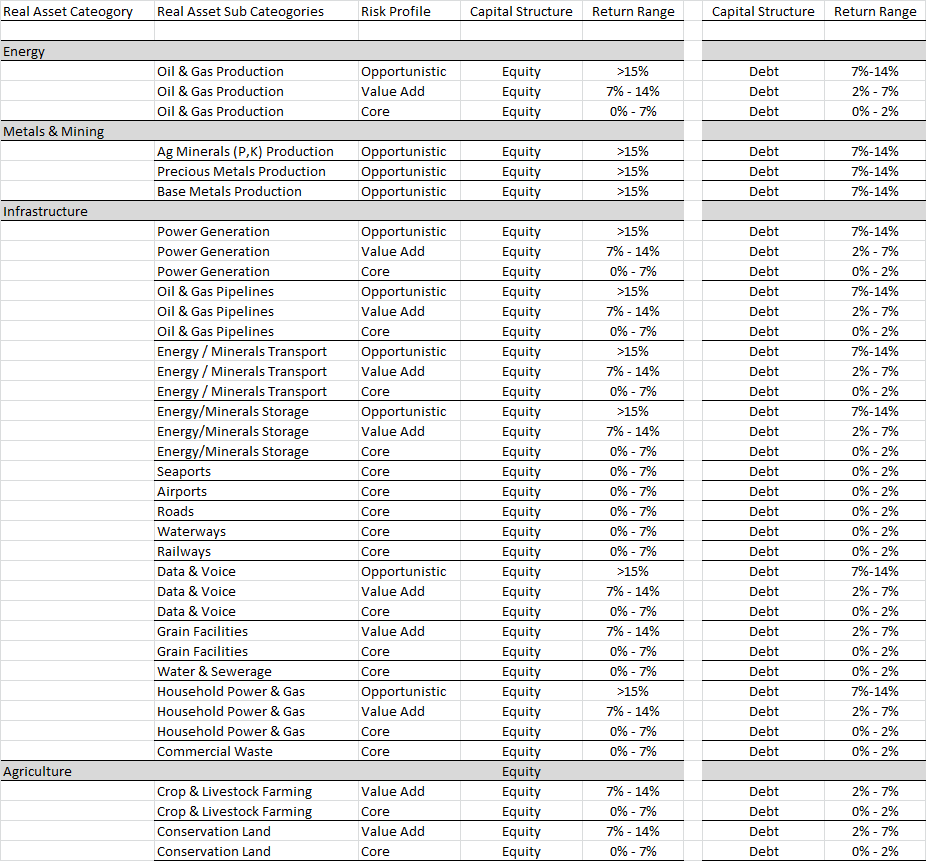 Real Asset Cateogory Real Asset Sub Cateogories Risk Profile Capital Structure Return Range Capital Structure Return Range
Energy
Oil & Gas Production Opportunistic Equity >15% Debt 7%-14%
Oil & Gas Production Value Add Equity 7% - 14% Debt 2% - 7%
Oil & Gas Production Core Equity 0% - 7% Debt 0% - 2%
Metals & Mining
Ag Minerals (P,K) Production Opportunistic Equity >15% Debt 7%-14%
Precious Metals Production Opportunistic Equity >15% Debt 7%-14%
Base Metals Production Opportunistic Equity >15% Debt 7%-14%
Infrastructure
Power Generation Opportunistic Equity >15% Debt 7%-14%
Power Generation Value Add Equity 7% - 14% Debt 2% - 7%
Power Generation Core Equity 0% - 7% Debt 0% - 2%
Oil & Gas Pipelines Opportunistic Equity >15% Debt 7%-14%
Oil & Gas Pipelines Value Add Equity 7% - 14% Debt 2% - 7%
Oil & Gas Pipelines Core Equity 0% - 7% Debt 0% - 2%
Energy / Minerals Transport Opportunistic Equity >15% Debt 7%-14%
Energy / Minerals Transport Value Add Equity 7% - 14% Debt 2% - 7%
Energy / Minerals Transport Core Equity 0% - 7% Debt 0% - 2%
Energy/Minerals Storage Opportunistic Equity >15% Debt 7%-14%
Energy/Minerals Storage Value Add Equity 7% - 14% Debt 2% - 7%
Energy/Minerals Storage Core Equity 0% - 7% Debt 0% - 2%
Seaports Core Equity 0% - 7% Debt 0% - 2%
Airports Core Equity 0% - 7% Debt 0% - 2%
Roads Core Equity 0% - 7% Debt 0% - 2%
Waterways Core Equity 0% - 7% Debt 0% - 2%
Railways Core Equity 0% - 7% Debt 0% - 2%
Data & Voice Opportunistic Equity >15% Debt 7%-14%
Data & Voice Value Add Equity 7% - 14% Debt 2% - 7%
Data & Voice Core Equity 0% - 7% Debt 0% - 2%
Grain Facilities Value Add Equity 7% - 14% Debt 2% - 7%
Grain Facilities Core Equity 0% - 7% Debt 0% - 2%
Water & Sewerage Core Equity 0% - 7% Debt 0% - 2%
Household Power & Gas Opportunistic Equity >15% Debt 7%-14%
Household Power & Gas Value Add Equity 7% - 14% Debt 2% - 7%
Household Power & Gas Core Equity 0% - 7% Debt 0% - 2%
Commercial Waste Core Equity 0% - 7% Debt 0% - 2%
Agriculture Equity
Crop & Livestock Farming Value Add Equity 7% - 14% Debt 2% - 7%
Crop & Livestock Farming Core Equity 0% - 7% Debt 0% - 2%
Conservation Land Value Add Equity 7% - 14% Debt 2% - 7%
Conservation Land Core Equity 0% - 7% Debt 0% - 2%